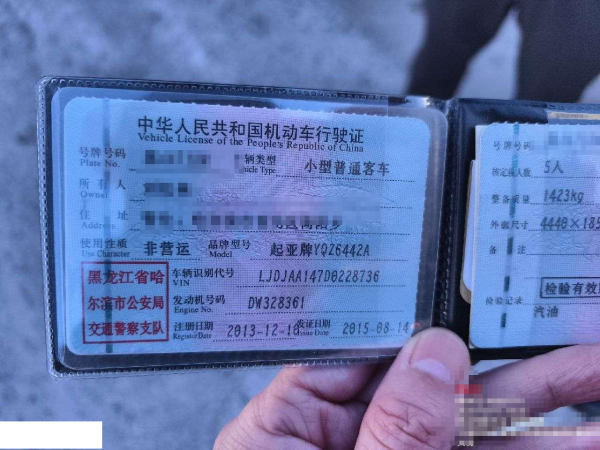 中华人民共和国机动车行驶证
Vehicle License of the People's Republic of China
号牌号码
Plate No.
车辆类型
Vehicle Type
小型普通客车
所有人
Owner
住 址
Address
使用性质
Use Character
非营运
品牌型号
Model
起亚牌YQZ6442A
黑龙江省哈
尔滨市公安局
交通警察支队
车辆识别代号
VIN
LJDJAA147D0228736
发动机号码
Engine No.
DW328361
注册日期
Register Date
2013-12-10
发证日期
Issue Date
2015-08-14
号牌号码
核定载人数
5人
整备质量
1423kg
外廓尺寸
4440×185
备 注
检验记录
检验有效
汽油